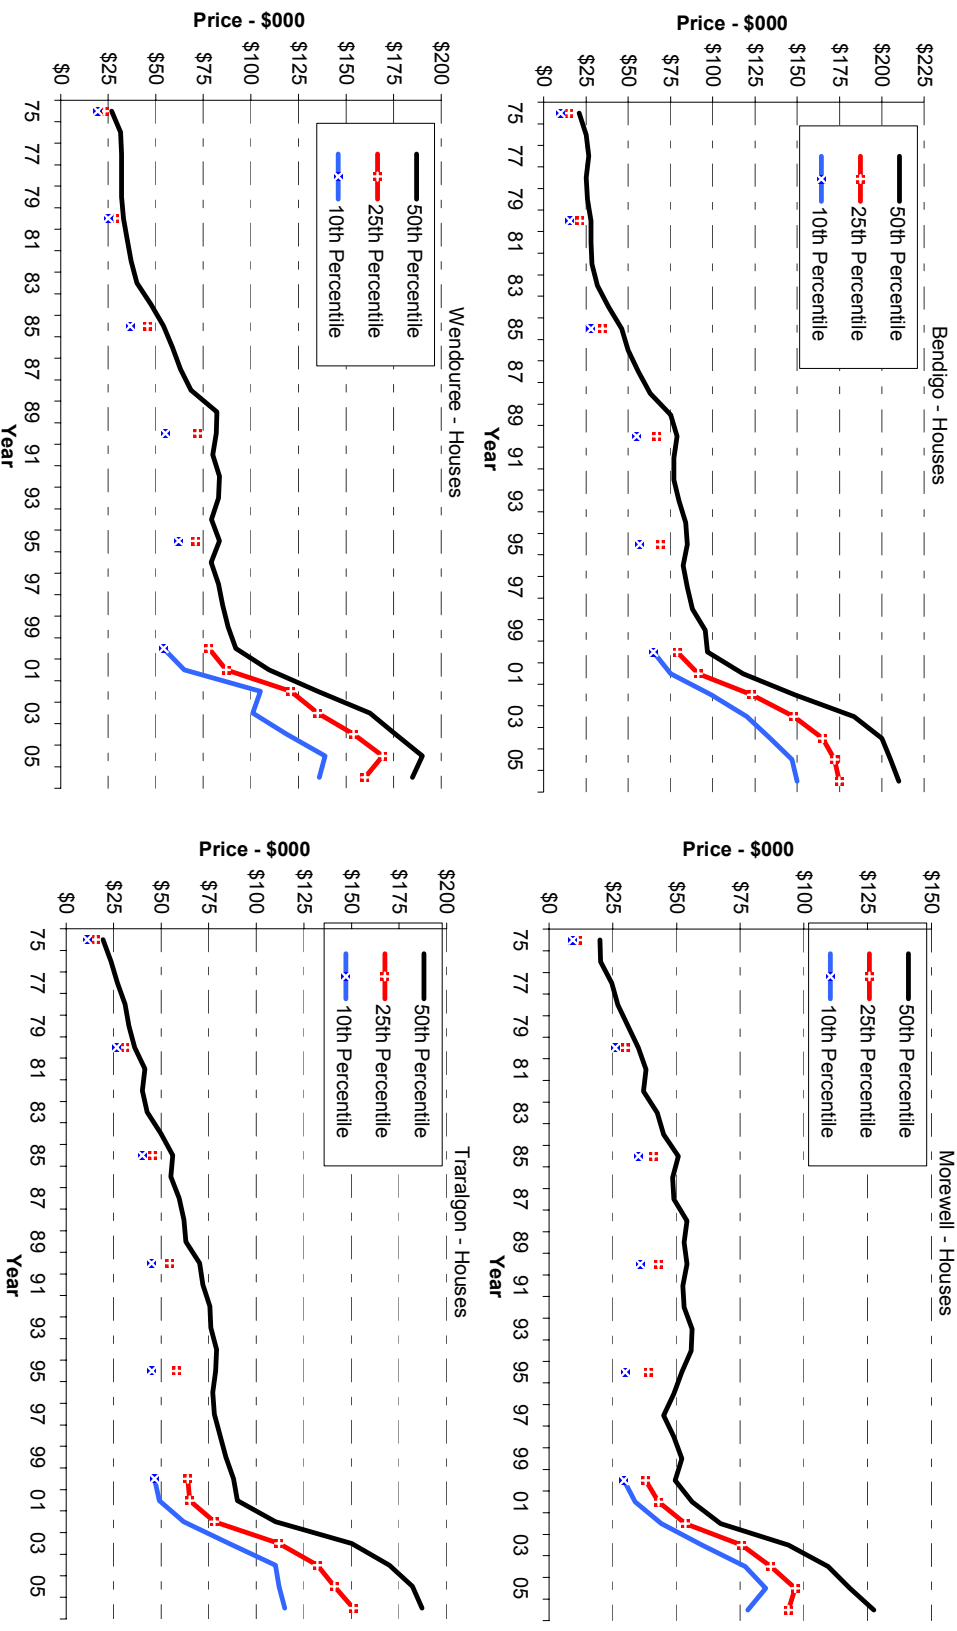 Bendigo - Houses
Price - $000
$225
$200
$175
$150
$125
$100
$75
$50
$25
$0
50th Percentile
25th Percentile
10th Percentile
75 77 79 81 83 85 87 89 91 93 95 97 99 01 03 05
Year
Morewell - Houses
Price - $000
$150
$125
$100
$75
$50
$25
$0
50th Percentile
25th Percentile
10th Percentile
75 77 79 81 83 85 87 89 91 93 95 97 99 01 03 05
Year
Wendouree - Houses
Price - $000
$200
$175
$150
$125
$100
$75
$50
$25
$0
50th Percentile
25th Percentile
10th Percentile
75 77 79 81 83 85 87 89 91 93 95 97 99 01 03 05
Year
Traralgon - Houses
Price - $000
$200
$175
$150
$125
$100
$75
$50
$25
$0
50th Percentile
25th Percentile
10th Percentile
75 77 79 81 83 85 87 89 91 93 95 97 99 01 03 05
Year